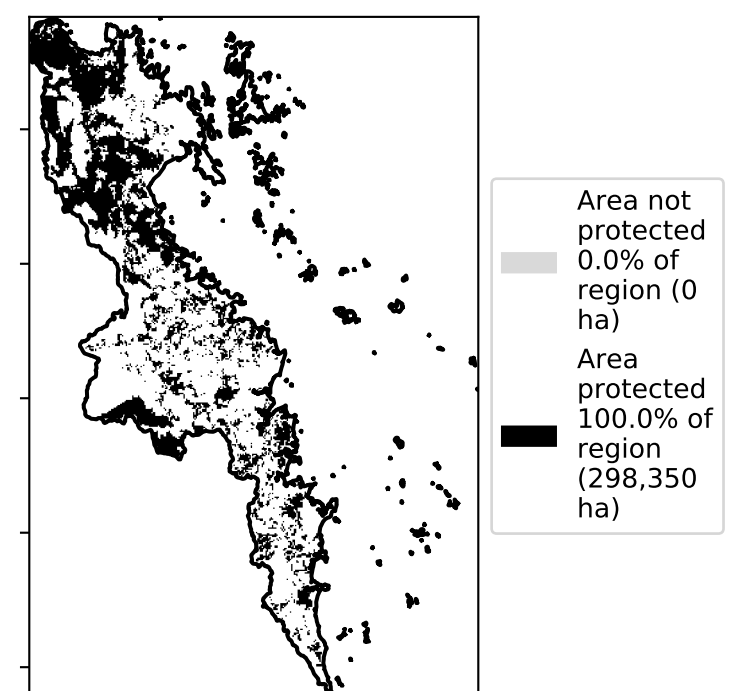 Area not
protected
0.0% of
region (0
ha)
Area
protected
100.0% of
region
(298,350
ha)